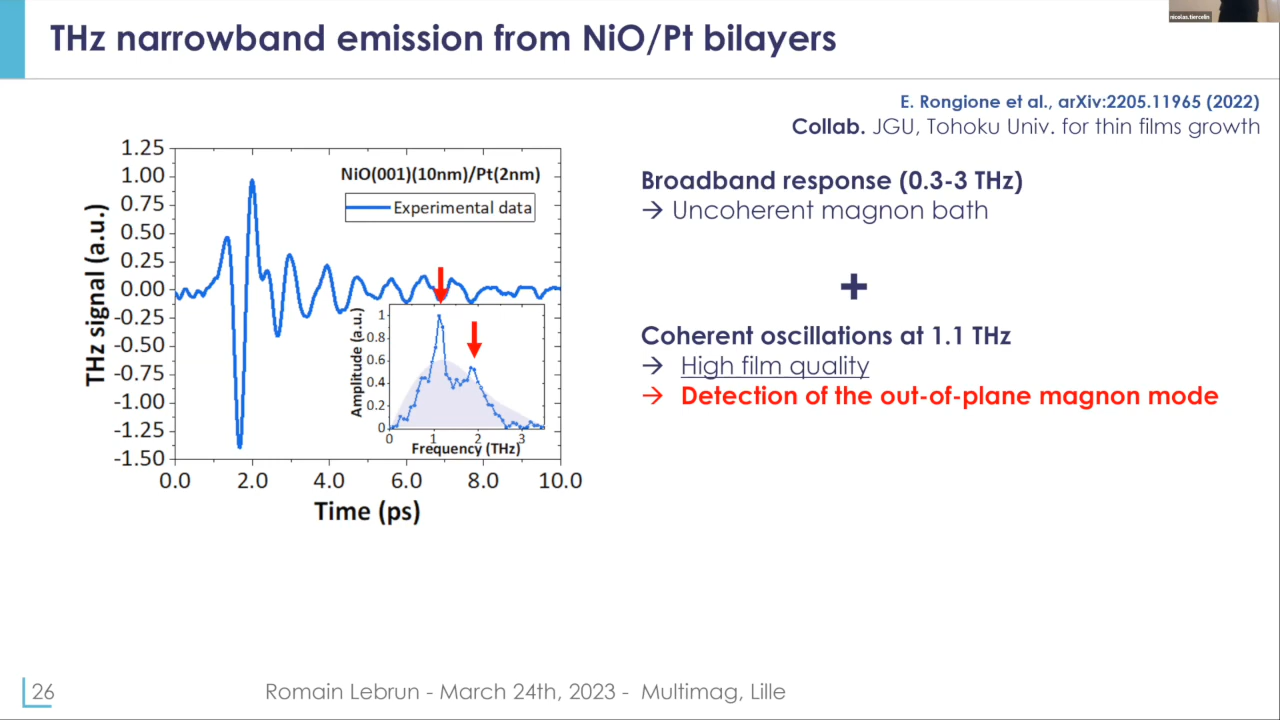 nicolas.tiercelin
THz narrowband emission from NiO/Pt bilayers
E. Rongione et al., arXiv:2205.11965 (2022)
Collab. JGU, Tohoku Univ. for thin films growth
THz signal (a.u.)
1.25
1.00
0.75
0.50
0.25
0.00
-0.25
-0.50
-0.75
-1.00
-1.25
-1.50
NiO(001)(10nm)/Pt(2nm)
Experimental data
Amplitude (a.u.)
1
0.8
0.6
0.4
0.2
0
0 1 2 3
Frequency (THz)
0.0 2.0 4.0 6.0 8.0 10.0
Time (ps)
Broadband response (0.3-3 THz)
→ Uncoherent magnon bath
+
Coherent oscillations at 1.1 THz
→ High film quality
→ Detection of the out-of-plane magnon mode
26
Romain Lebrun - March 24th, 2023 - Multimag, Lille